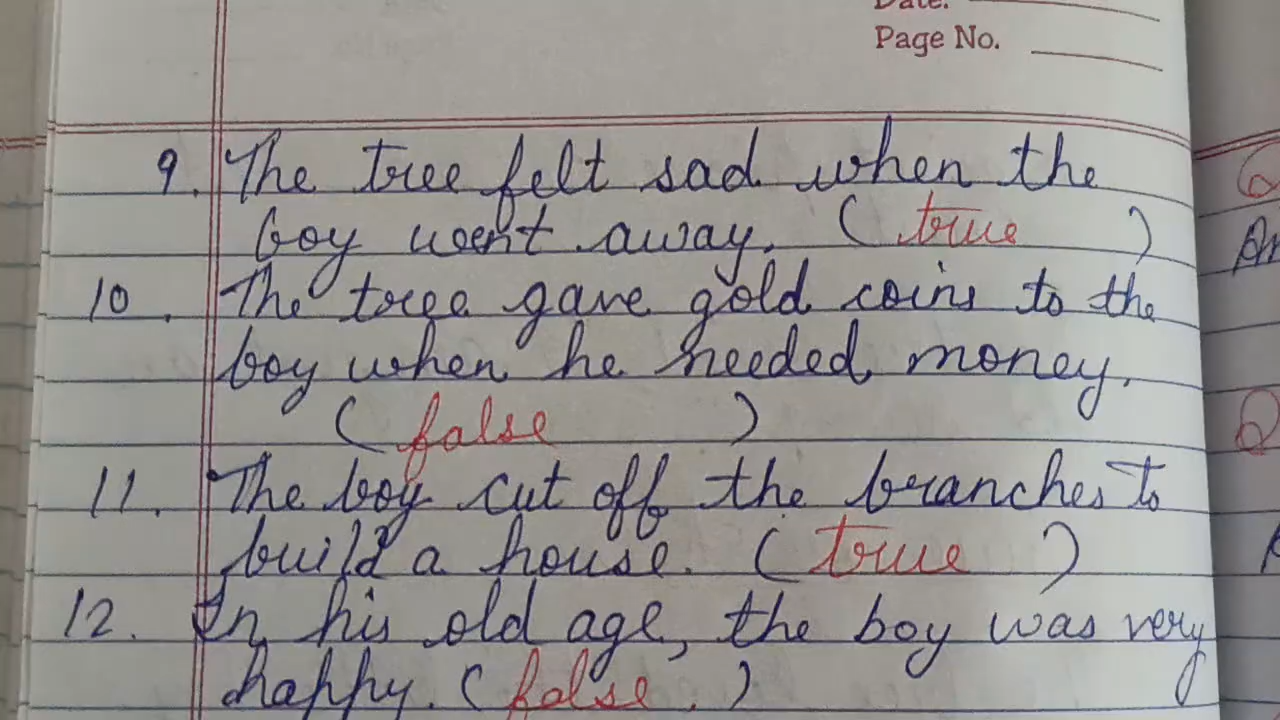 Date.
Page No.
9. The tree felt sad when the
boy went away. (true)
10. The tree gave gold coins to the
boy when he needed money.
(false)
11. The boy cut off the branches to
build a house. (true)
12. In his old age, the boy was very
happy. (false.)
An